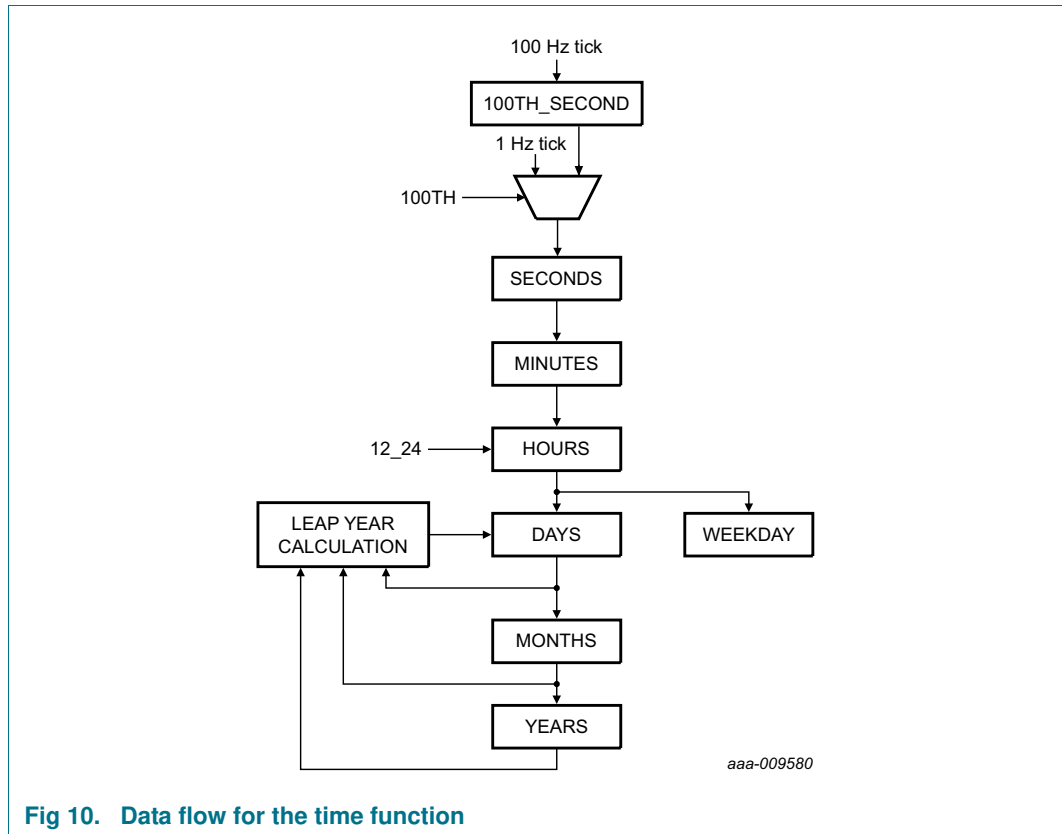 100 Hz tick
100TH_SECOND
1 Hz tick
100TH
SECONDS
MINUTES
12_24
HOURS
LEAP YEAR
CALCULATION
DAYS
WEEKDAY
MONTHS
YEARS
aaa-009580
Fig 10. Data flow for the time function